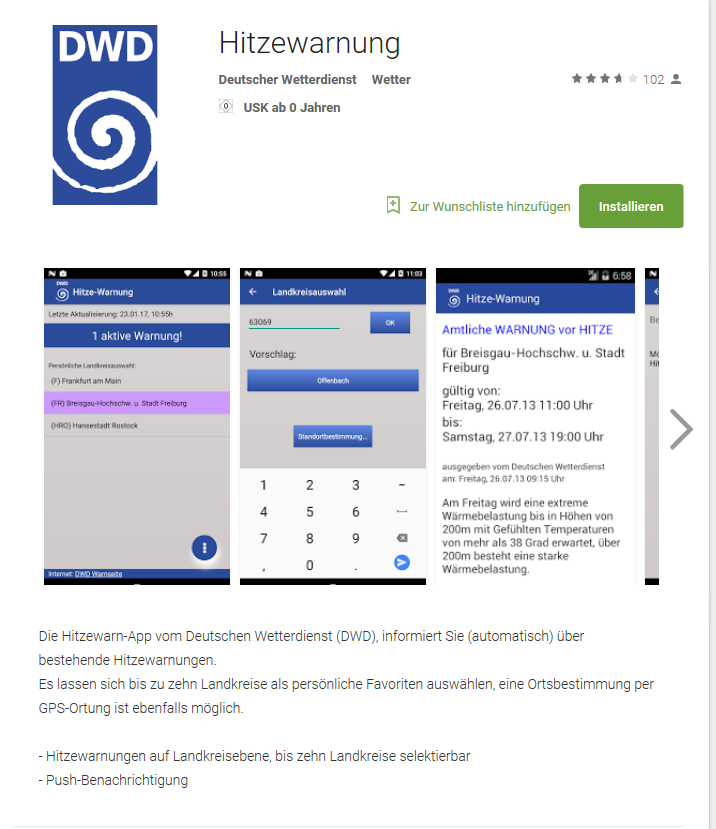 DWD
Hitzewarnung
Deutscher Wetterdienst Wetter
102
0
USK ab 0 Jahren
Zur Wunschliste hinzufügen
Installieren
10:55
DWD
Hitze-Warnung
Letzte Aktualisierung: 23.01.17, 10:55h
1 aktive Warnung!
Persönliche Landkreisauswahl:
(F) Frankfurt am Main
(FR) Breisgau-Hochschw. u. Stadt Freiburg
(HRO) Hansestadt Rostock
Internet: DWD Warnseite
11:03
Landkreisauswahl
63069
OK
Vorschlag:
Offenbach
Standortbestimmung...
1 2 3 -
4 5 6
7 8 9
, 0 .
6:58
DWD
Hitze-Warnung
Amtliche WARNUNG vor HITZE
für Breisgau-Hochschw. u. Stadt
Freiburg
gültig von:
Freitag, 26.07.13 11:00 Uhr
bis:
Samstag, 27.07.13 19:00 Uhr
ausgegeben vom Deutschen Wetterdienst
am: Freitag, 26.07.13 09:15 Uhr
Am Freitag wird eine extreme
Wärmebelastung bis in Höhen von
200m mit Gefühlten Temperaturen
von mehr als 38 Grad erwartet, über
200m besteht eine starke
Wärmebelastung.
Be
Mö
Hit
Die Hitzewarn-App vom Deutschen Wetterdienst (DWD), informiert Sie (automatisch) über
bestehende Hitzewarnungen.
Es lassen sich bis zu zehn Landkreise als persönliche Favoriten auswählen, eine Ortsbestimmung per
GPS-Ortung ist ebenfalls möglich.
- Hitzewarnungen auf Landkreisebene, bis zehn Landkreise selektierbar
- Push-Benachrichtigung